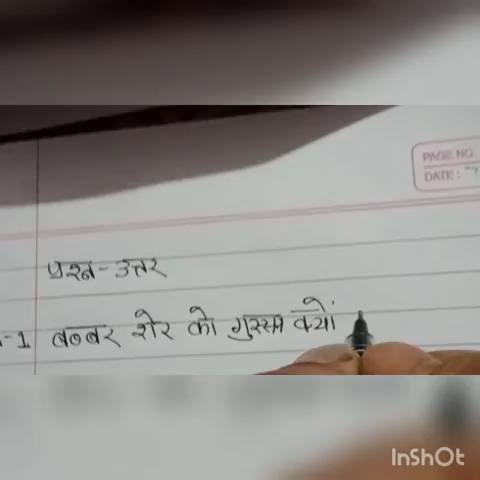 PAGE NO
DATE :
प्रश्न - उत्तर
-1 बब्बर शेर को गुस्सा क्यों
InShOt